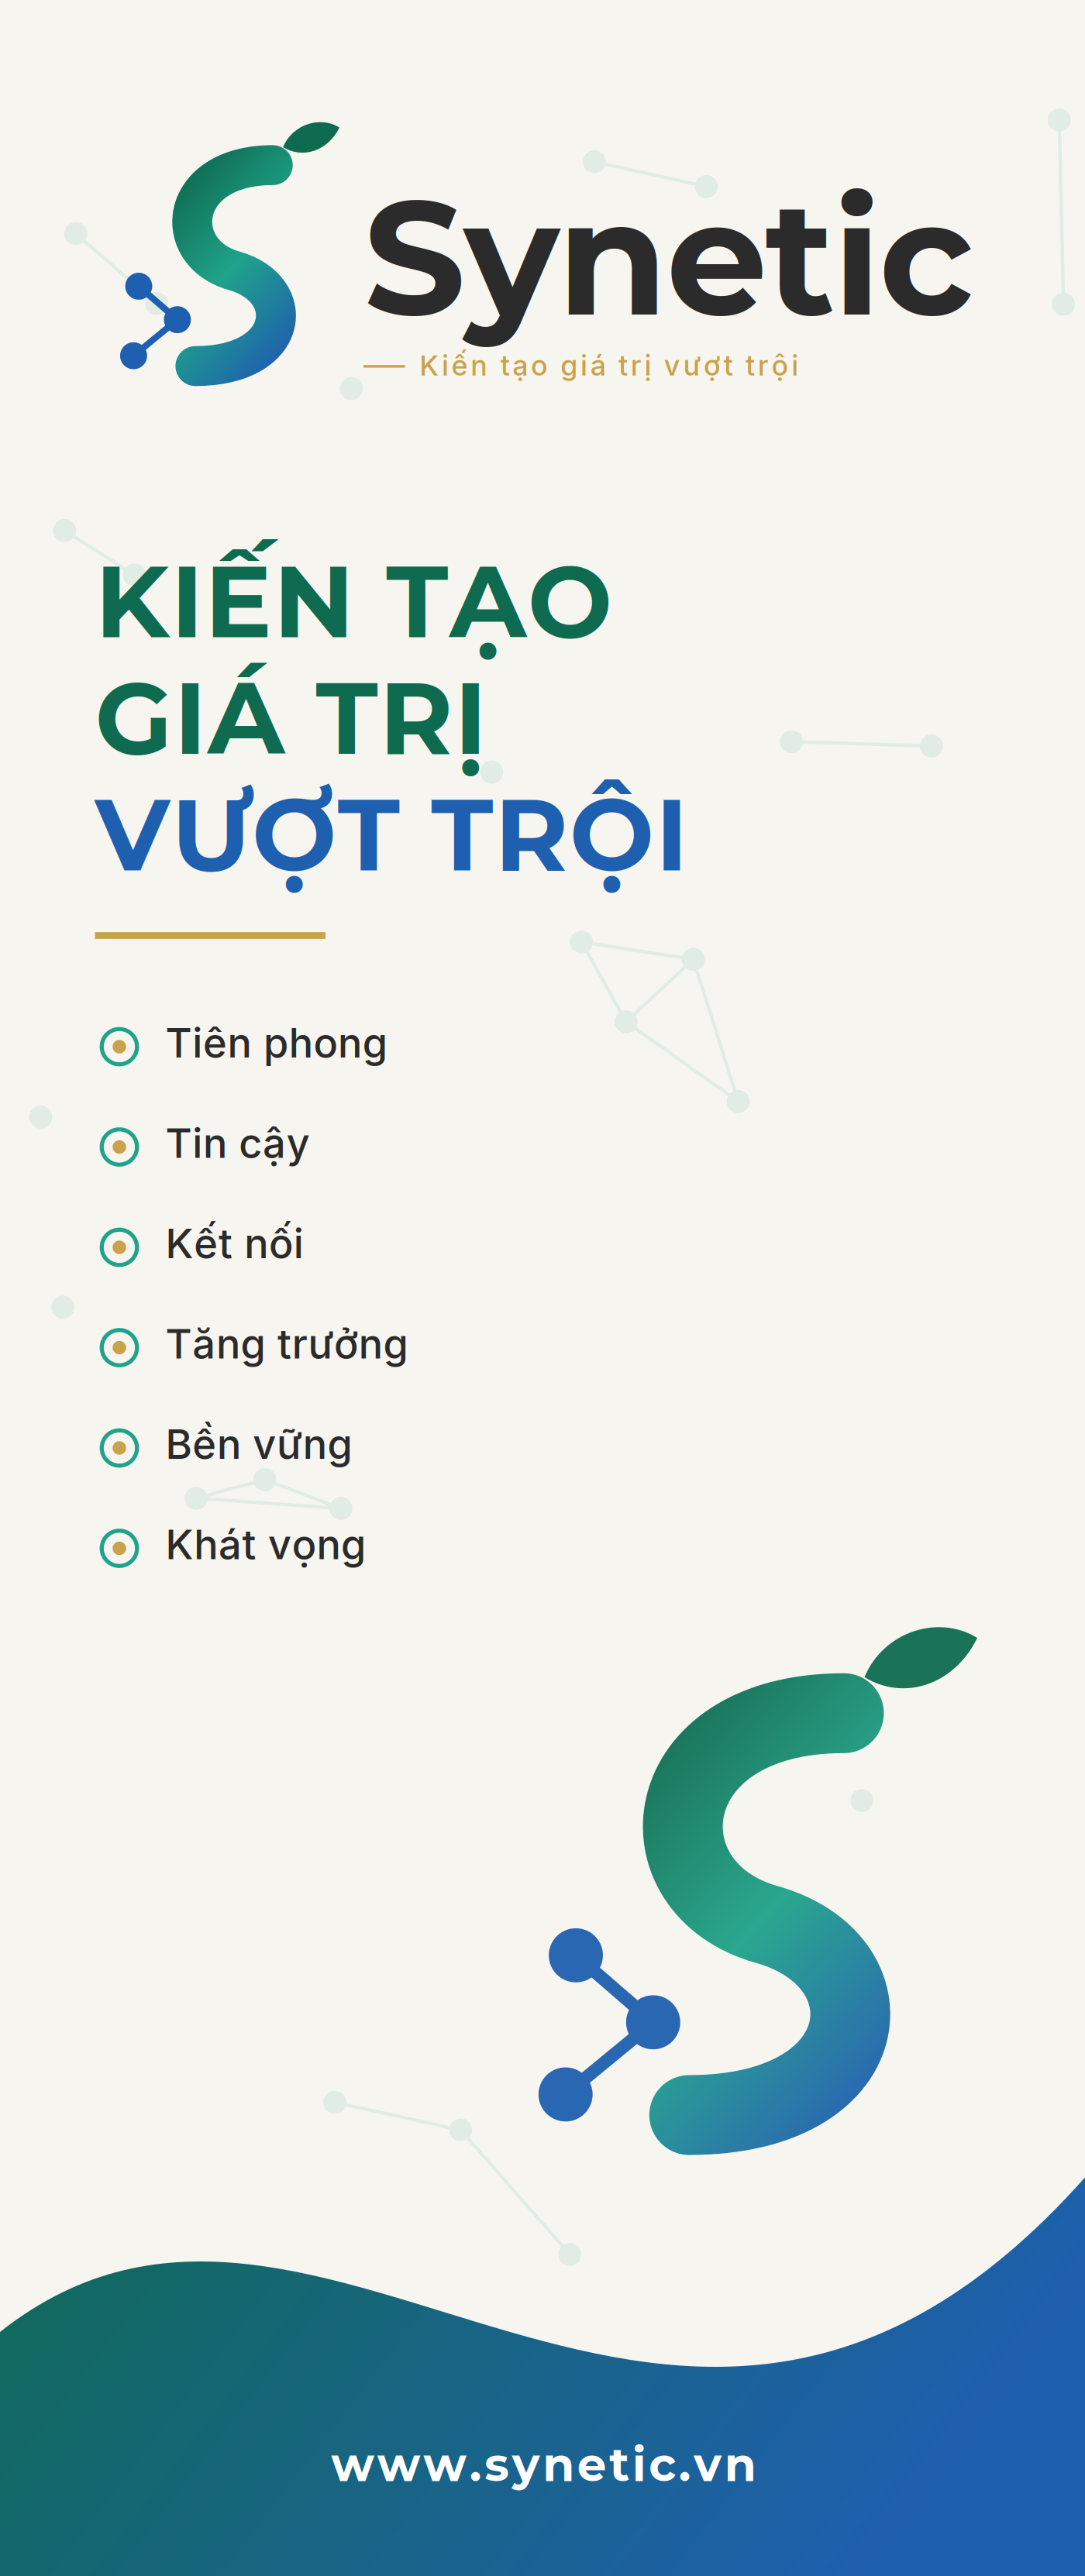 Synetic
Kiến tạo giá trị vượt trội
KIẾN TẠO
GIÁ TRỊ
VƯỢT TRỘI
Tiên phong
Tin cậy
Kết nối
Tăng trưởng
Bền vững
Khát vọng
www.synetic.vn